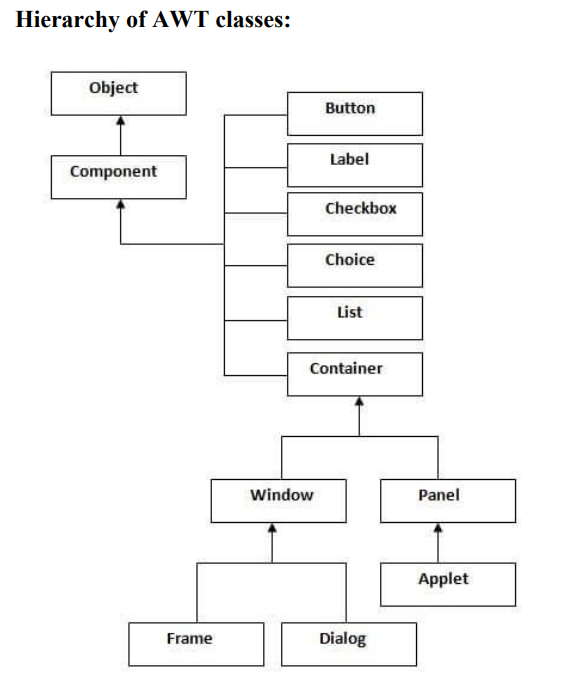 Hierarchy of AWT classes:
Object
Component
Button
Label
Checkbox
Choice
List
Container
Window
Panel
Applet
Frame
Dialog